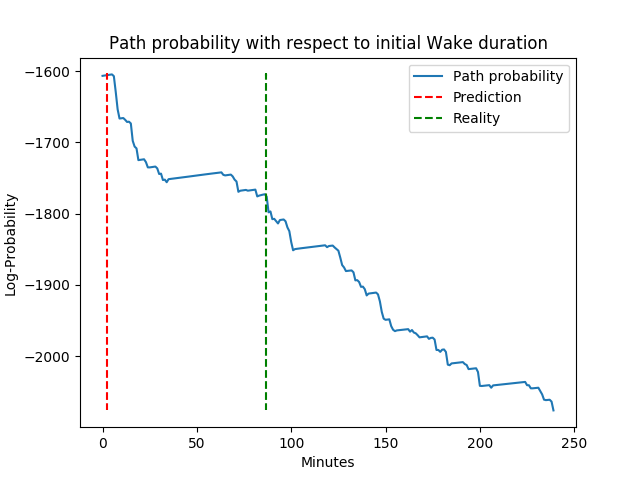 Path probability with respect to initial Wake duration
Path probability
Prediction
Reality
−1600
−1700
−1800
−1900
−2000
Log-Probability
0 50 100 150 200 250
Minutes